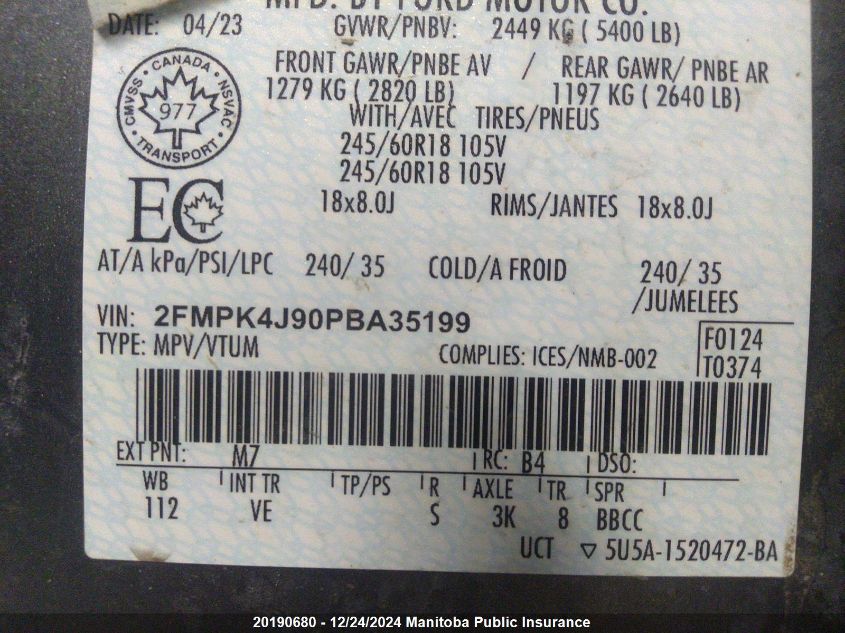 MFD. BY FORD MOTOR CO.
DATE: 04/23 GVWR/PNBV: 2449 KG ( 5400 LB)
FRONT GAWR/PNBE AV / REAR GAWR/ PNBE AR
1279 KG ( 2820 LB) 1197 KG ( 2640 LB)
WITH/AVEC TIRES/PNEUS
245/60R18 105V
245/60R18 105V
18x8.0J RIMS/JANTES 18x8.0J
CMVSS · CANADA · NSVAC
977
· TRANSPORT ·
EC
AT/A kPa/PSI/LPC 240/ 35 COLD/A FROID 240/ 35
/JUMELEES
VIN: 2FMPK4J90PBA35199
TYPE: MPV/VTUM COMPLIES: ICES/NMB-002
F0124
T0374
EXT PNT: M7 RC: B4 DSO:
WB INT TR TP/PS R AXLE TR SPR
112 VE S 3K 8 BBCC
UCT ▽ 5U5A-1520472-BA
20190680 - 12/24/2024 Manitoba Public Insurance